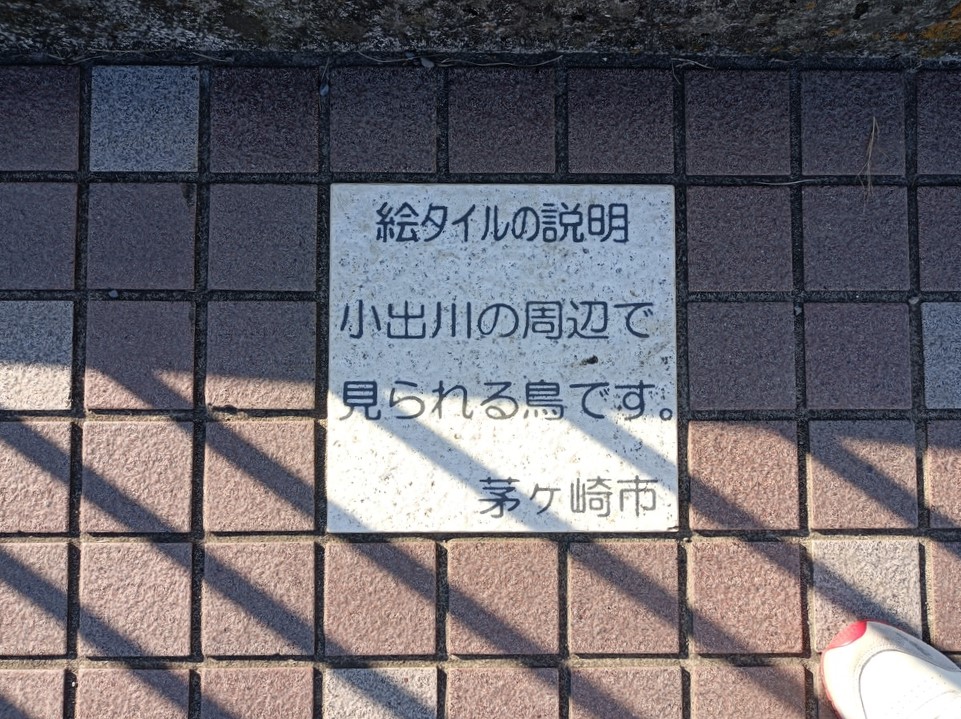 絵タイルの説明
小出川の周辺で
見られる鳥です。
茅ヶ崎市